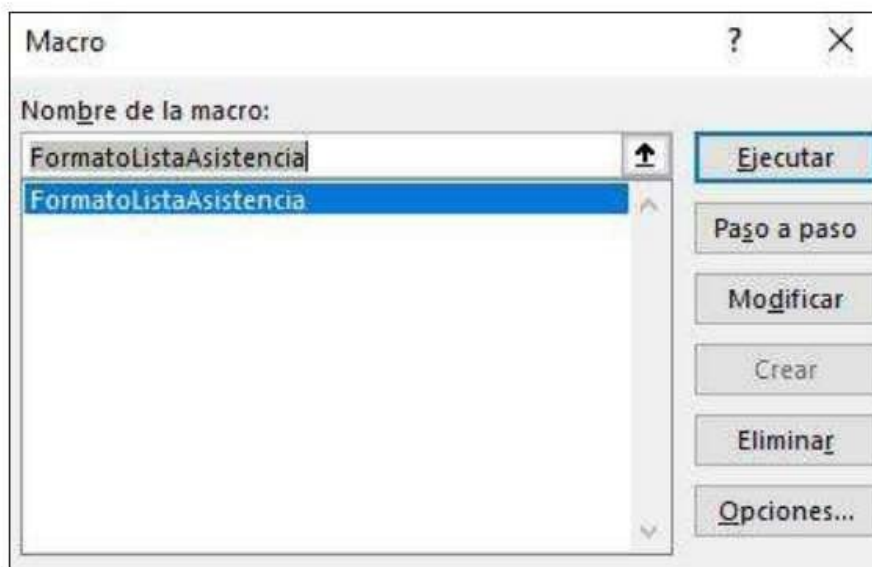 Macro ?
Nombre de la macro:
FormatoListaAsistencia
FormatoListaAsistencia
Ejecutar
Paso a paso
Modificar
Crear
Eliminar
Opciones...